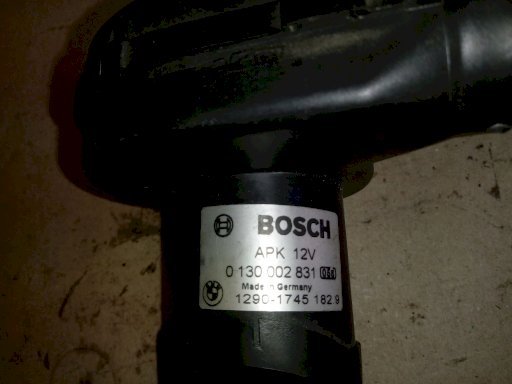 BOSCH
APK 12V
0 130 002 831
Made in Germany
1290-1745 182.9